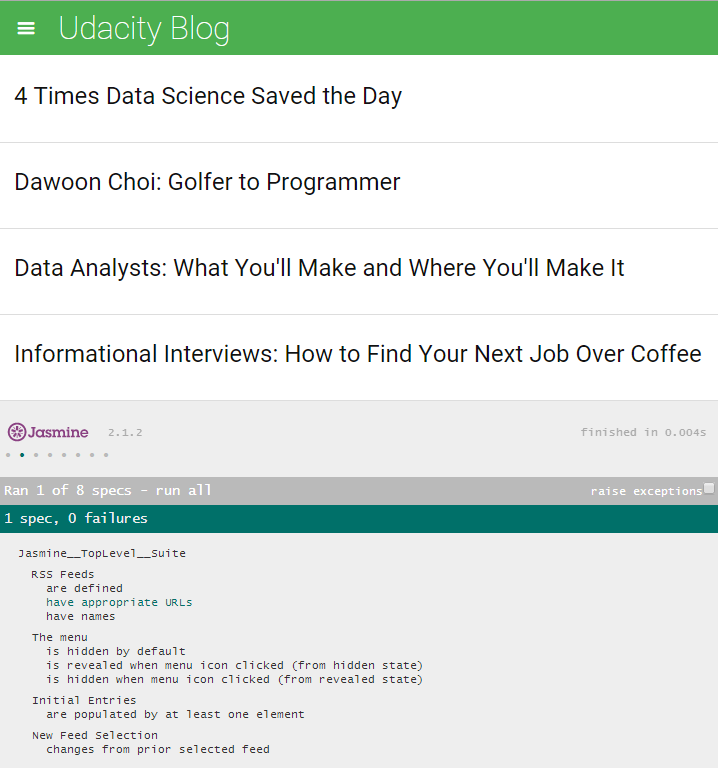 Udacity Blog
4 Times Data Science Saved the Day
Dawoon Choi: Golfer to Programmer
Data Analysts: What You'll Make and Where You'll Make It
Informational Interviews: How to Find Your Next Job Over Coffee
Jasmine 2.1.2 finished in 0.004s
Ran 1 of 8 specs - run all raise exceptions
1 spec, 0 failures
Jasmine__TopLevel__Suite
RSS Feeds
are defined
have appropriate URLs
have names
The menu
is hidden by default
is revealed when menu icon clicked (from hidden state)
is hidden when menu icon clicked (from revealed state)
Initial Entries
are populated by at least one element
New Feed Selection
changes from prior selected feed